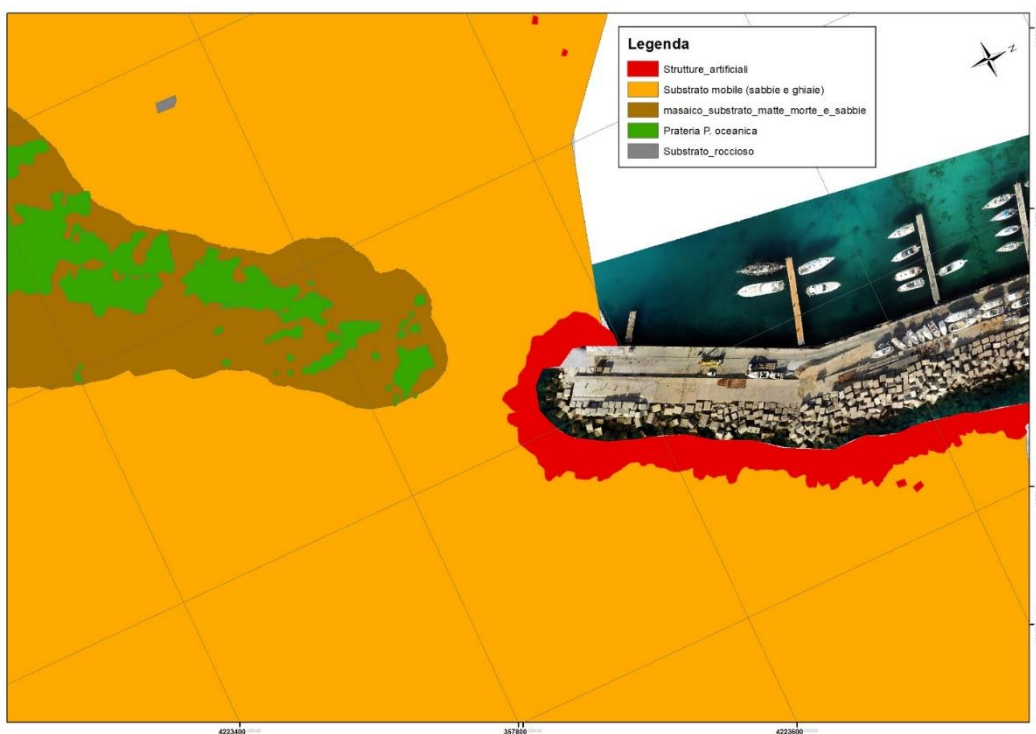 Legenda
Strutture_artificiali
Substrato mobile (sabbie e ghiaie)
masaico_substrato_matte_morte_e_sabbie
Prateria P. oceanica
Substrato_roccioso
N
4223400
357800
4223600